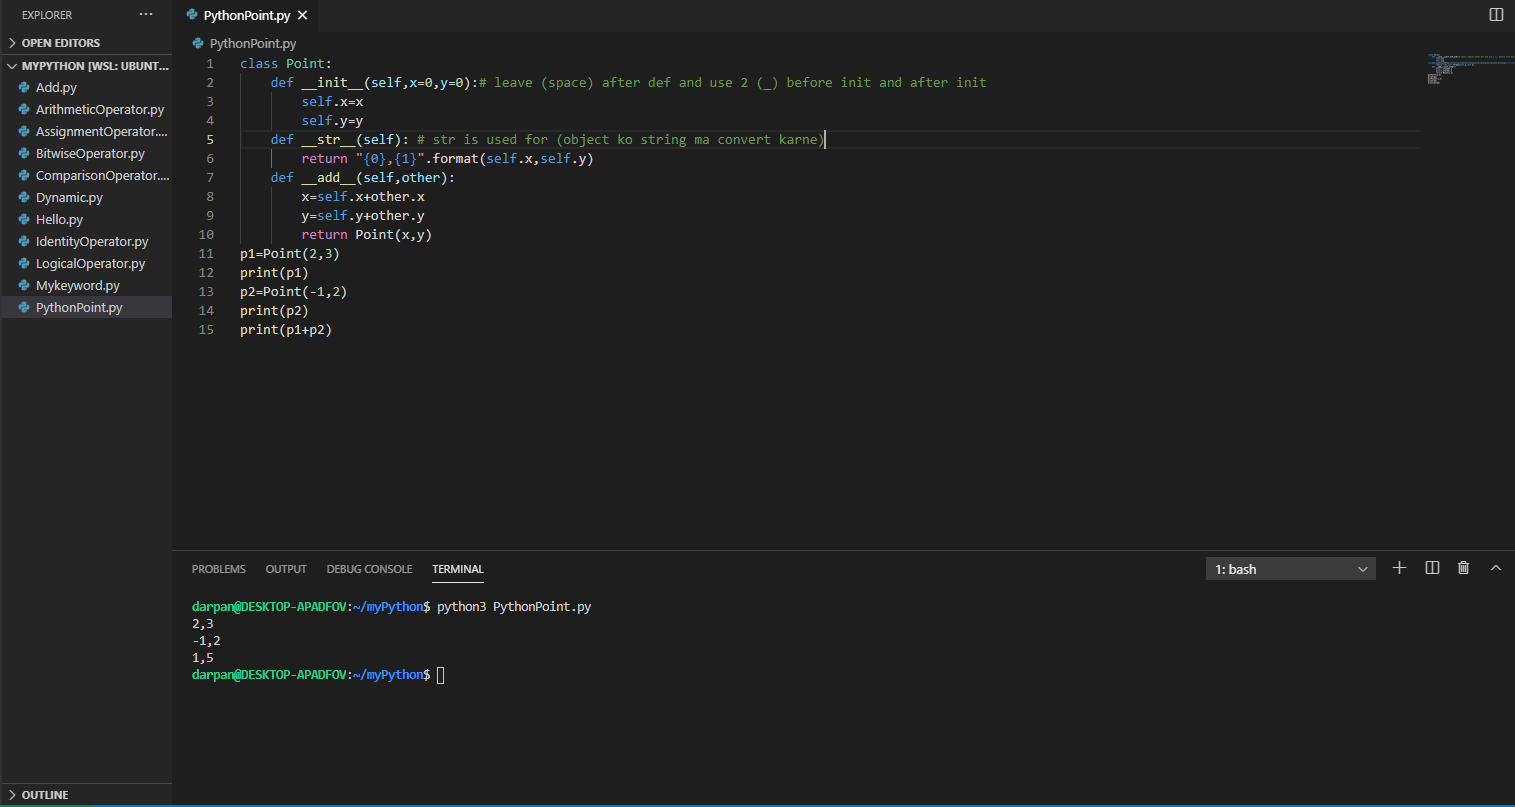 EXPLORER
OPEN EDITORS
MYPYTHON [WSL: UBUNT...
Add.py
ArithmeticOperator.py
AssignmentOperator....
BitwiseOperator.py
ComparisonOperator....
Dynamic.py
Hello.py
IdentityOperator.py
LogicalOperator.py
Mykeyword.py
PythonPoint.py
OUTLINE
PythonPoint.py
PythonPoint.py
1 class Point:
2     def __init__(self,x=0,y=0):# leave (space) after def and use 2 (_) before init and after init
3         self.x=x
4         self.y=y
5     def __str__(self): # str is used for (object ko string ma convert karne)
6         return "{0},{1}".format(self.x,self.y)
7     def __add__(self,other):
8         x=self.x+other.x
9         y=self.y+other.y
10         return Point(x,y)
11 p1=Point(2,3)
12 print(p1)
13 p2=Point(-1,2)
14 print(p2)
15 print(p1+p2)
PROBLEMS OUTPUT DEBUG CONSOLE TERMINAL 1: bash
darpan@DESKTOP-APADFOV:~/myPython$ python3 PythonPoint.py
2,3
-1,2
1,5
darpan@DESKTOP-APADFOV:~/myPython$